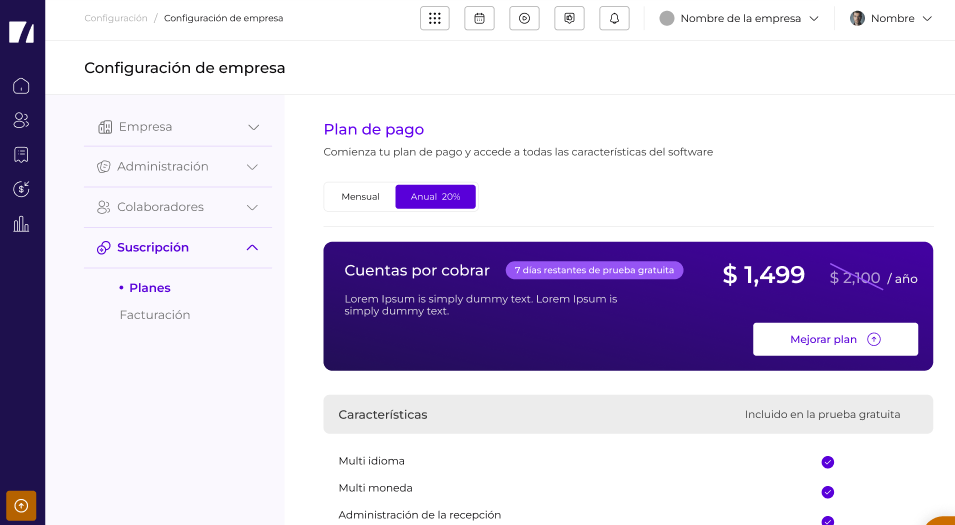 Configuración / Configuración de empresa
Nombre de la empresa
Nombre
Configuración de empresa
Empresa
Administración
Colaboradores
Suscripción
• Planes
Facturación
Plan de pago
Comienza tu plan de pago y accede a todas las características del software
Mensual
Anual 20%
Cuentas por cobrar
7 días restantes de prueba gratuita
$ 1,499
$ 2,100 / año
Lorem Ipsum is simply dummy text. Lorem Ipsum is
simply dummy text.
Mejorar plan
Características
Incluido en la prueba gratuita
Multi idioma
Multi moneda
Administración de la recepción